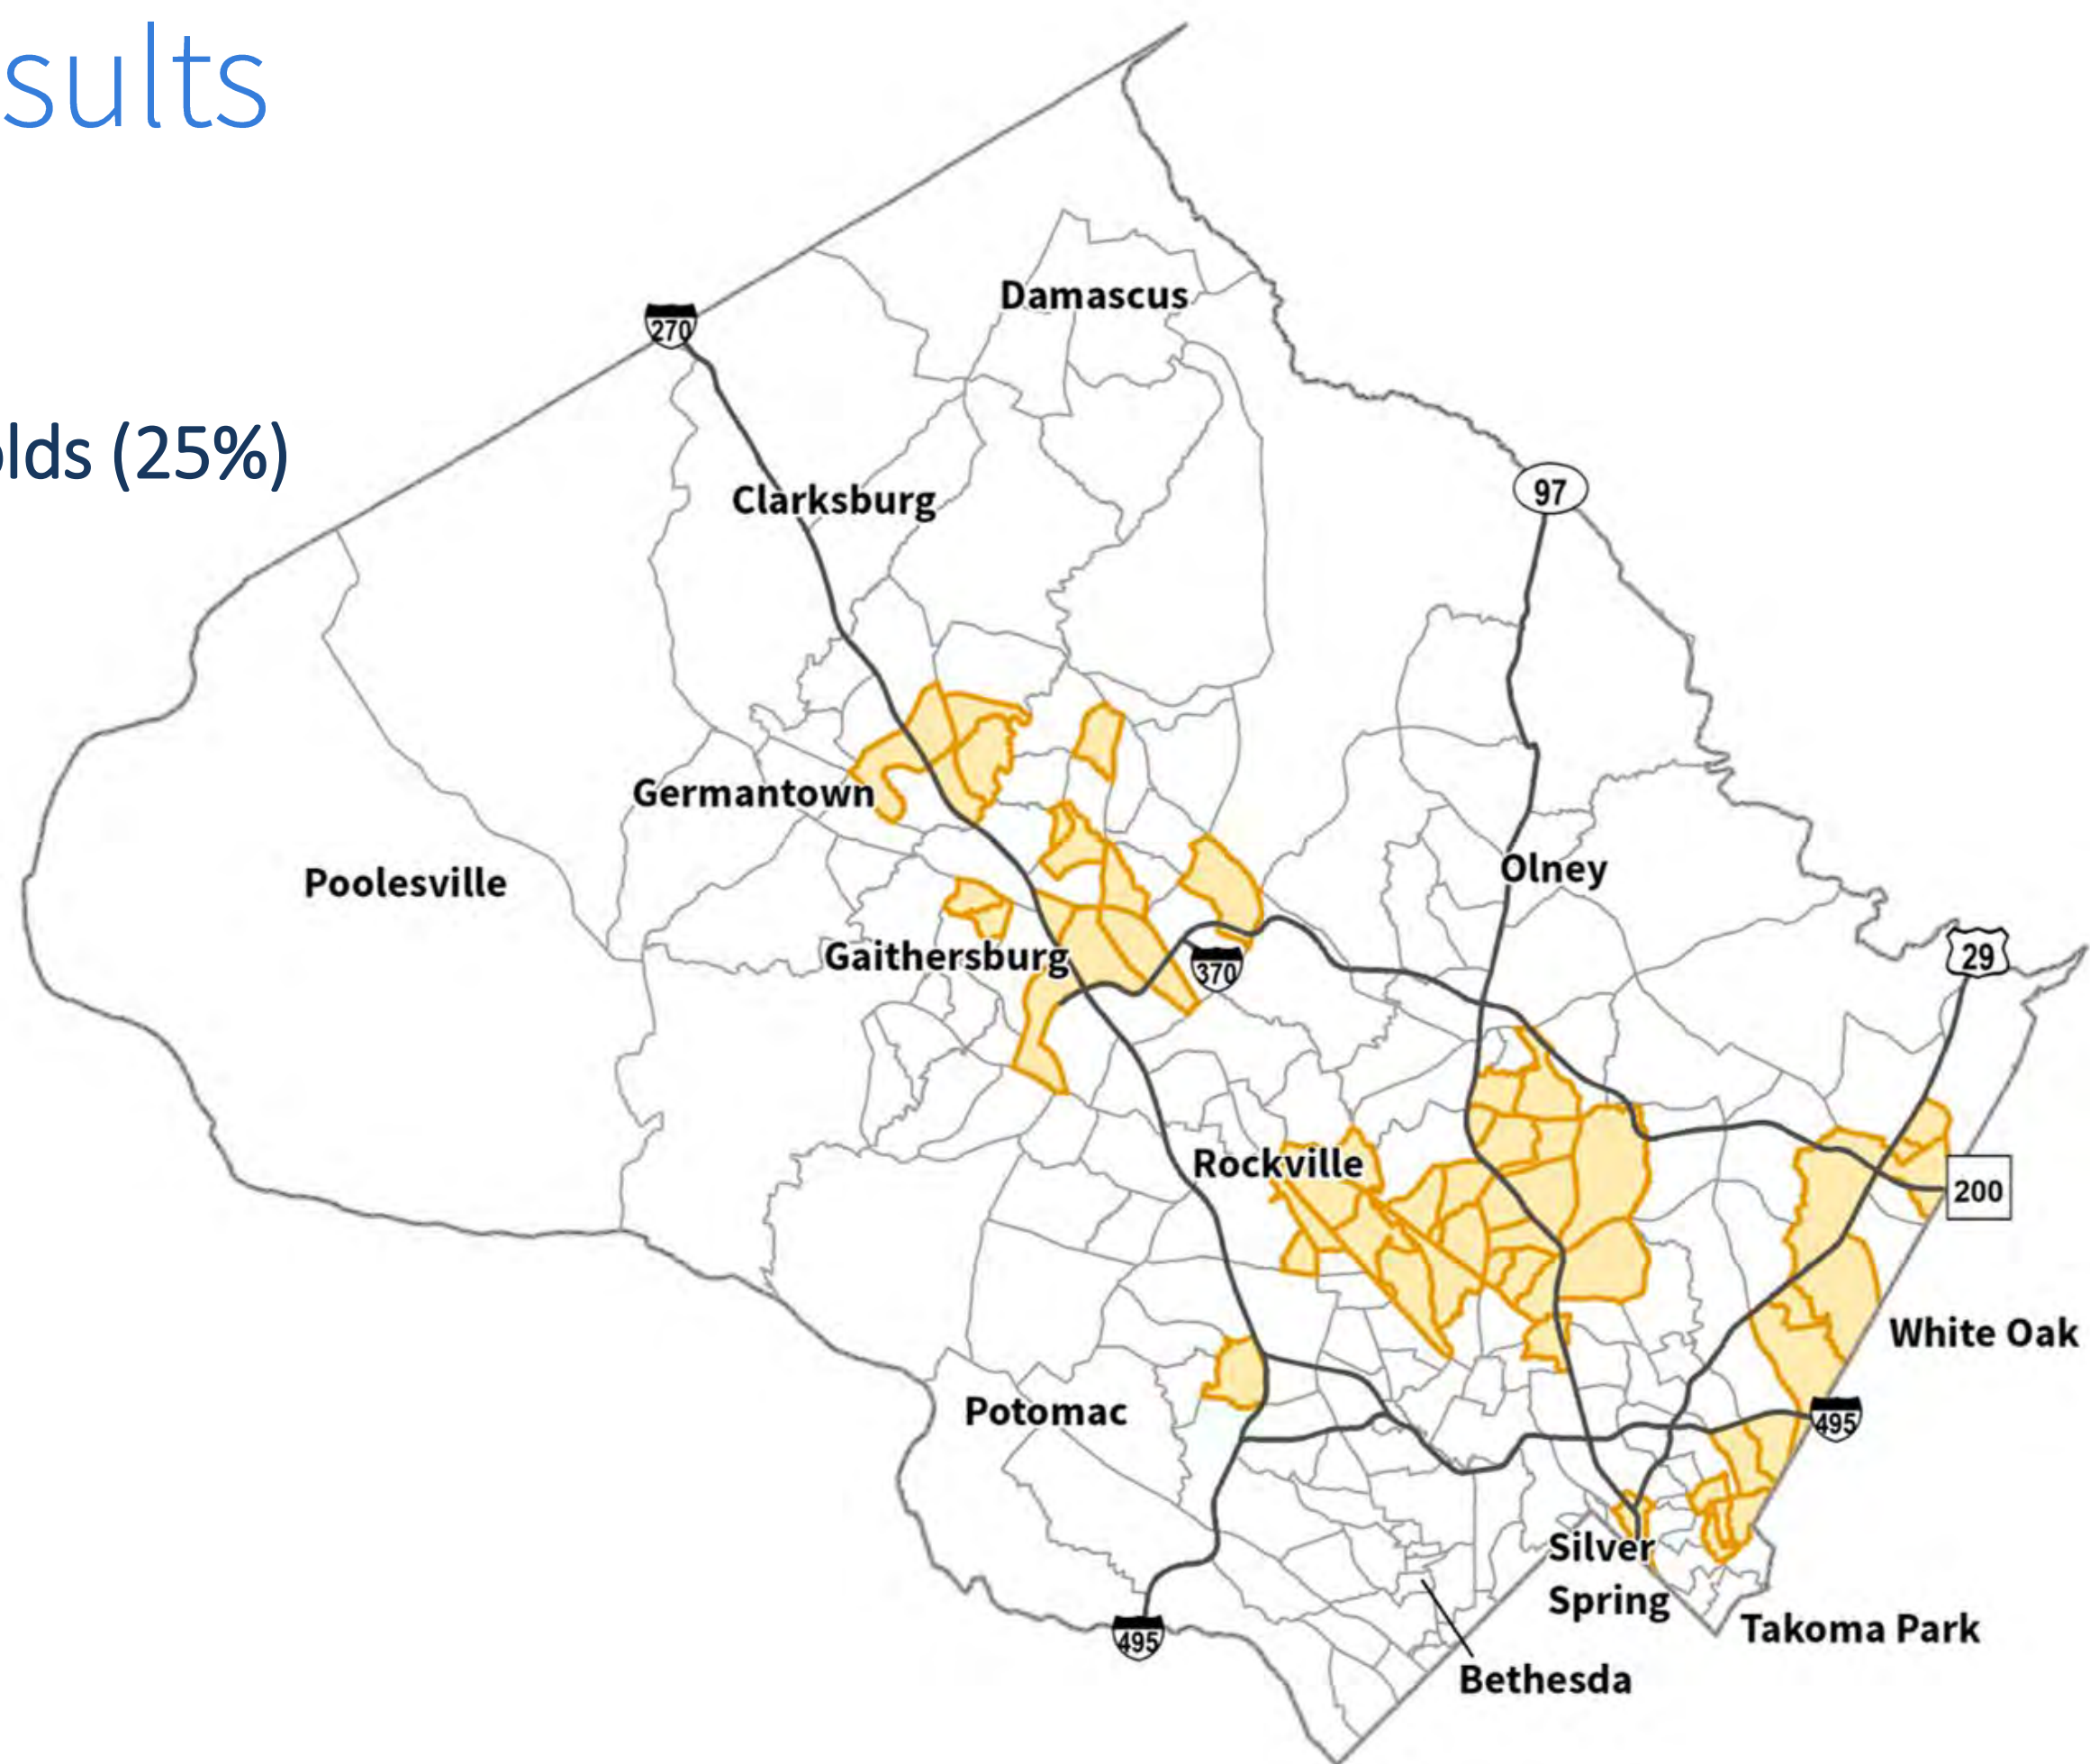 sults
Damascus
270
olds (25%)
97
Clarksburg
Germantown
Olney
Poolesville
29
Gaithersburg
370
Rockville
200
White Oak
Potomac
495
Silver
Spring
Takoma Park
495
Bethesda